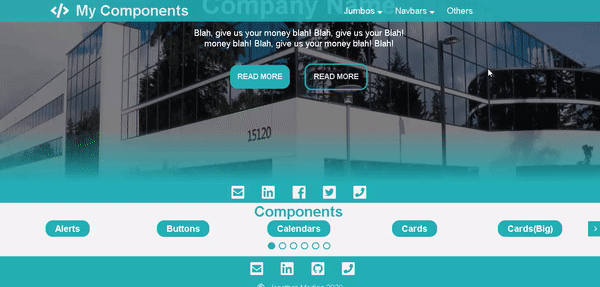 My Components
Company Na
Jumbos
Navbars
Others
Blah, give us your money blah! Blah, give us your Blah!
money blah! Blah, give us your money blah! Blah!
READ MORE
READ MORE
15120
Components
Alerts
Buttons
Calendars
Cards
Cards(Big)